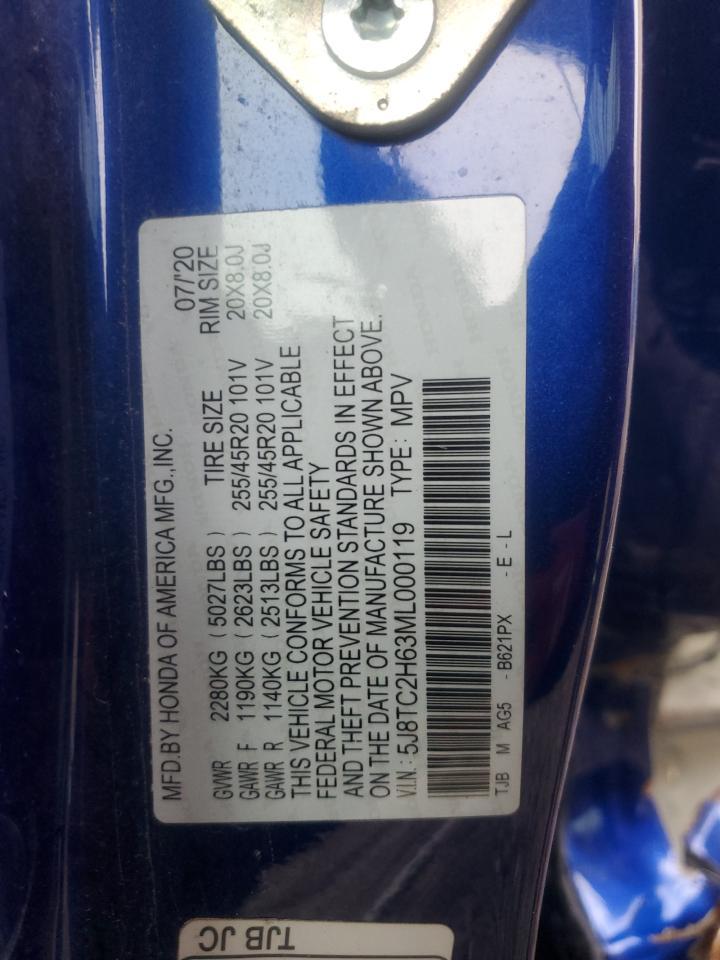 MFD.BY HONDA OF AMERICA MFG.,INC. 07/'20
GVWR 2280KG ( 5027LBS ) TIRE SIZE RIM SIZE
GAWR F 1190KG ( 2623LBS ) 255/45R20 101V 20X8.0J
GAWR R 1140KG ( 2513LBS ) 255/45R20 101V 20X8.0J
THIS VEHICLE CONFORMS TO ALL APPLICABLE
FEDERAL MOTOR VEHICLE SAFETY
AND THEFT PREVENTION STANDARDS IN EFFECT
ON THE DATE OF MANUFACTURE SHOWN ABOVE.
V.I.N.: 5J8TC2H63ML000119 TYPE: MPV
TJB M AG5 - B621PX - E - L
TJB JC